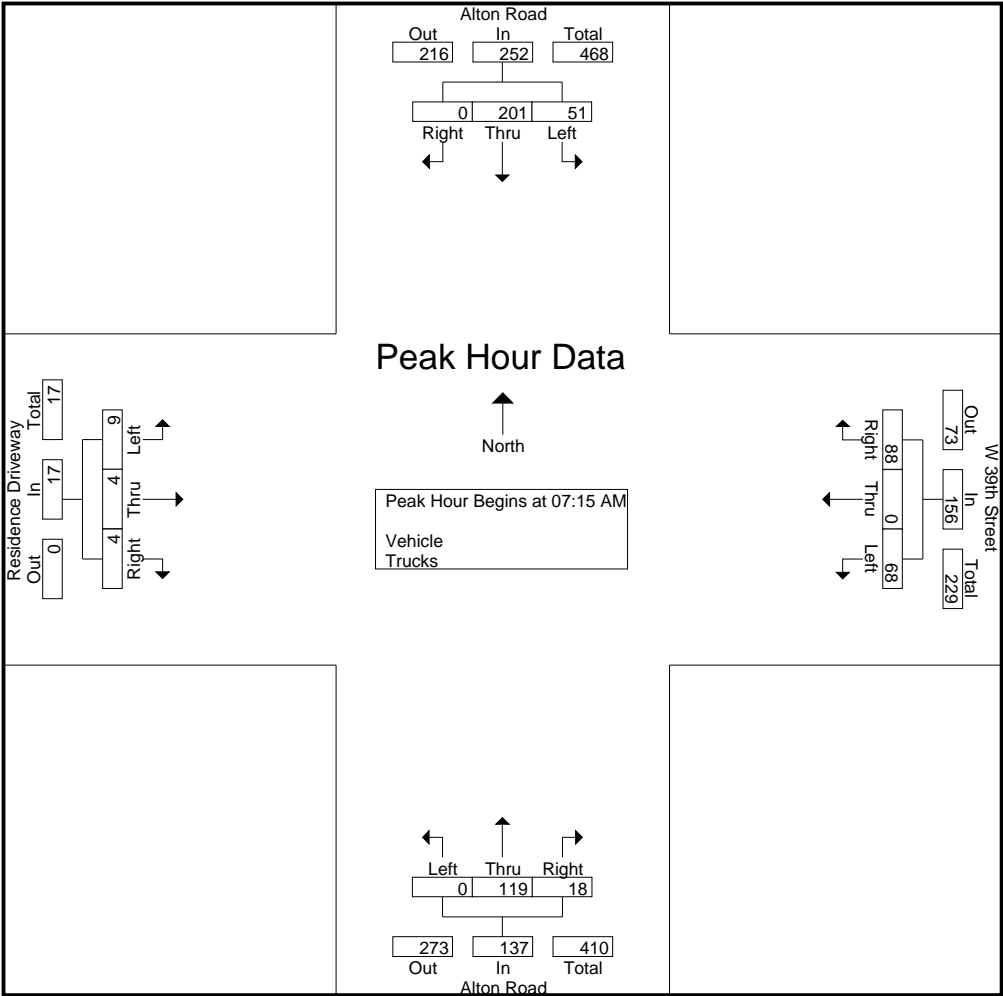 Alton Road
Out In Total
216 252 468
0 201 51
Right Thru Left
Peak Hour Data
North
Peak Hour Begins at 07:15 AM
Vehicle
Trucks
Residence Driveway
Out In Total
0 17 17
4 4 9
Right Thru Left
W 39th Street
Out In Total
73 156 229
88 0 68
Right Thru Left
Left Thru Right
0 119 18
273 137 410
Out In Total
Alton Road